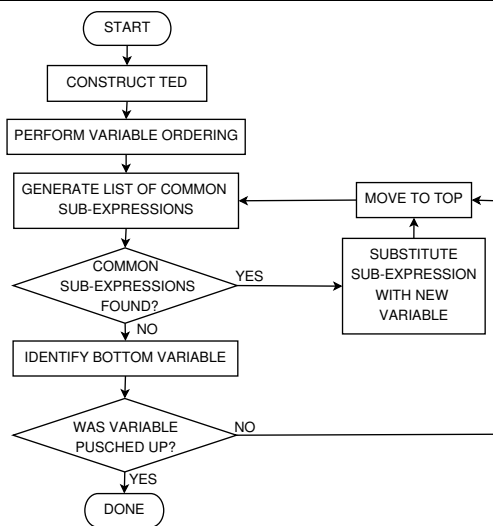 START
CONSTRUCT TED
PERFORM VARIABLE ORDERING
GENERATE LIST OF COMMON
SUB-EXPRESSIONS
MOVE TO TOP
COMMON
SUB-EXPRESSIONS
FOUND?
YES
SUBSTITUTE
SUB-EXPRESSION
WITH NEW
VARIABLE
NO
IDENTIFY BOTTOM VARIABLE
WAS VARIABLE
PUSCHED UP?
NO
YES
DONE